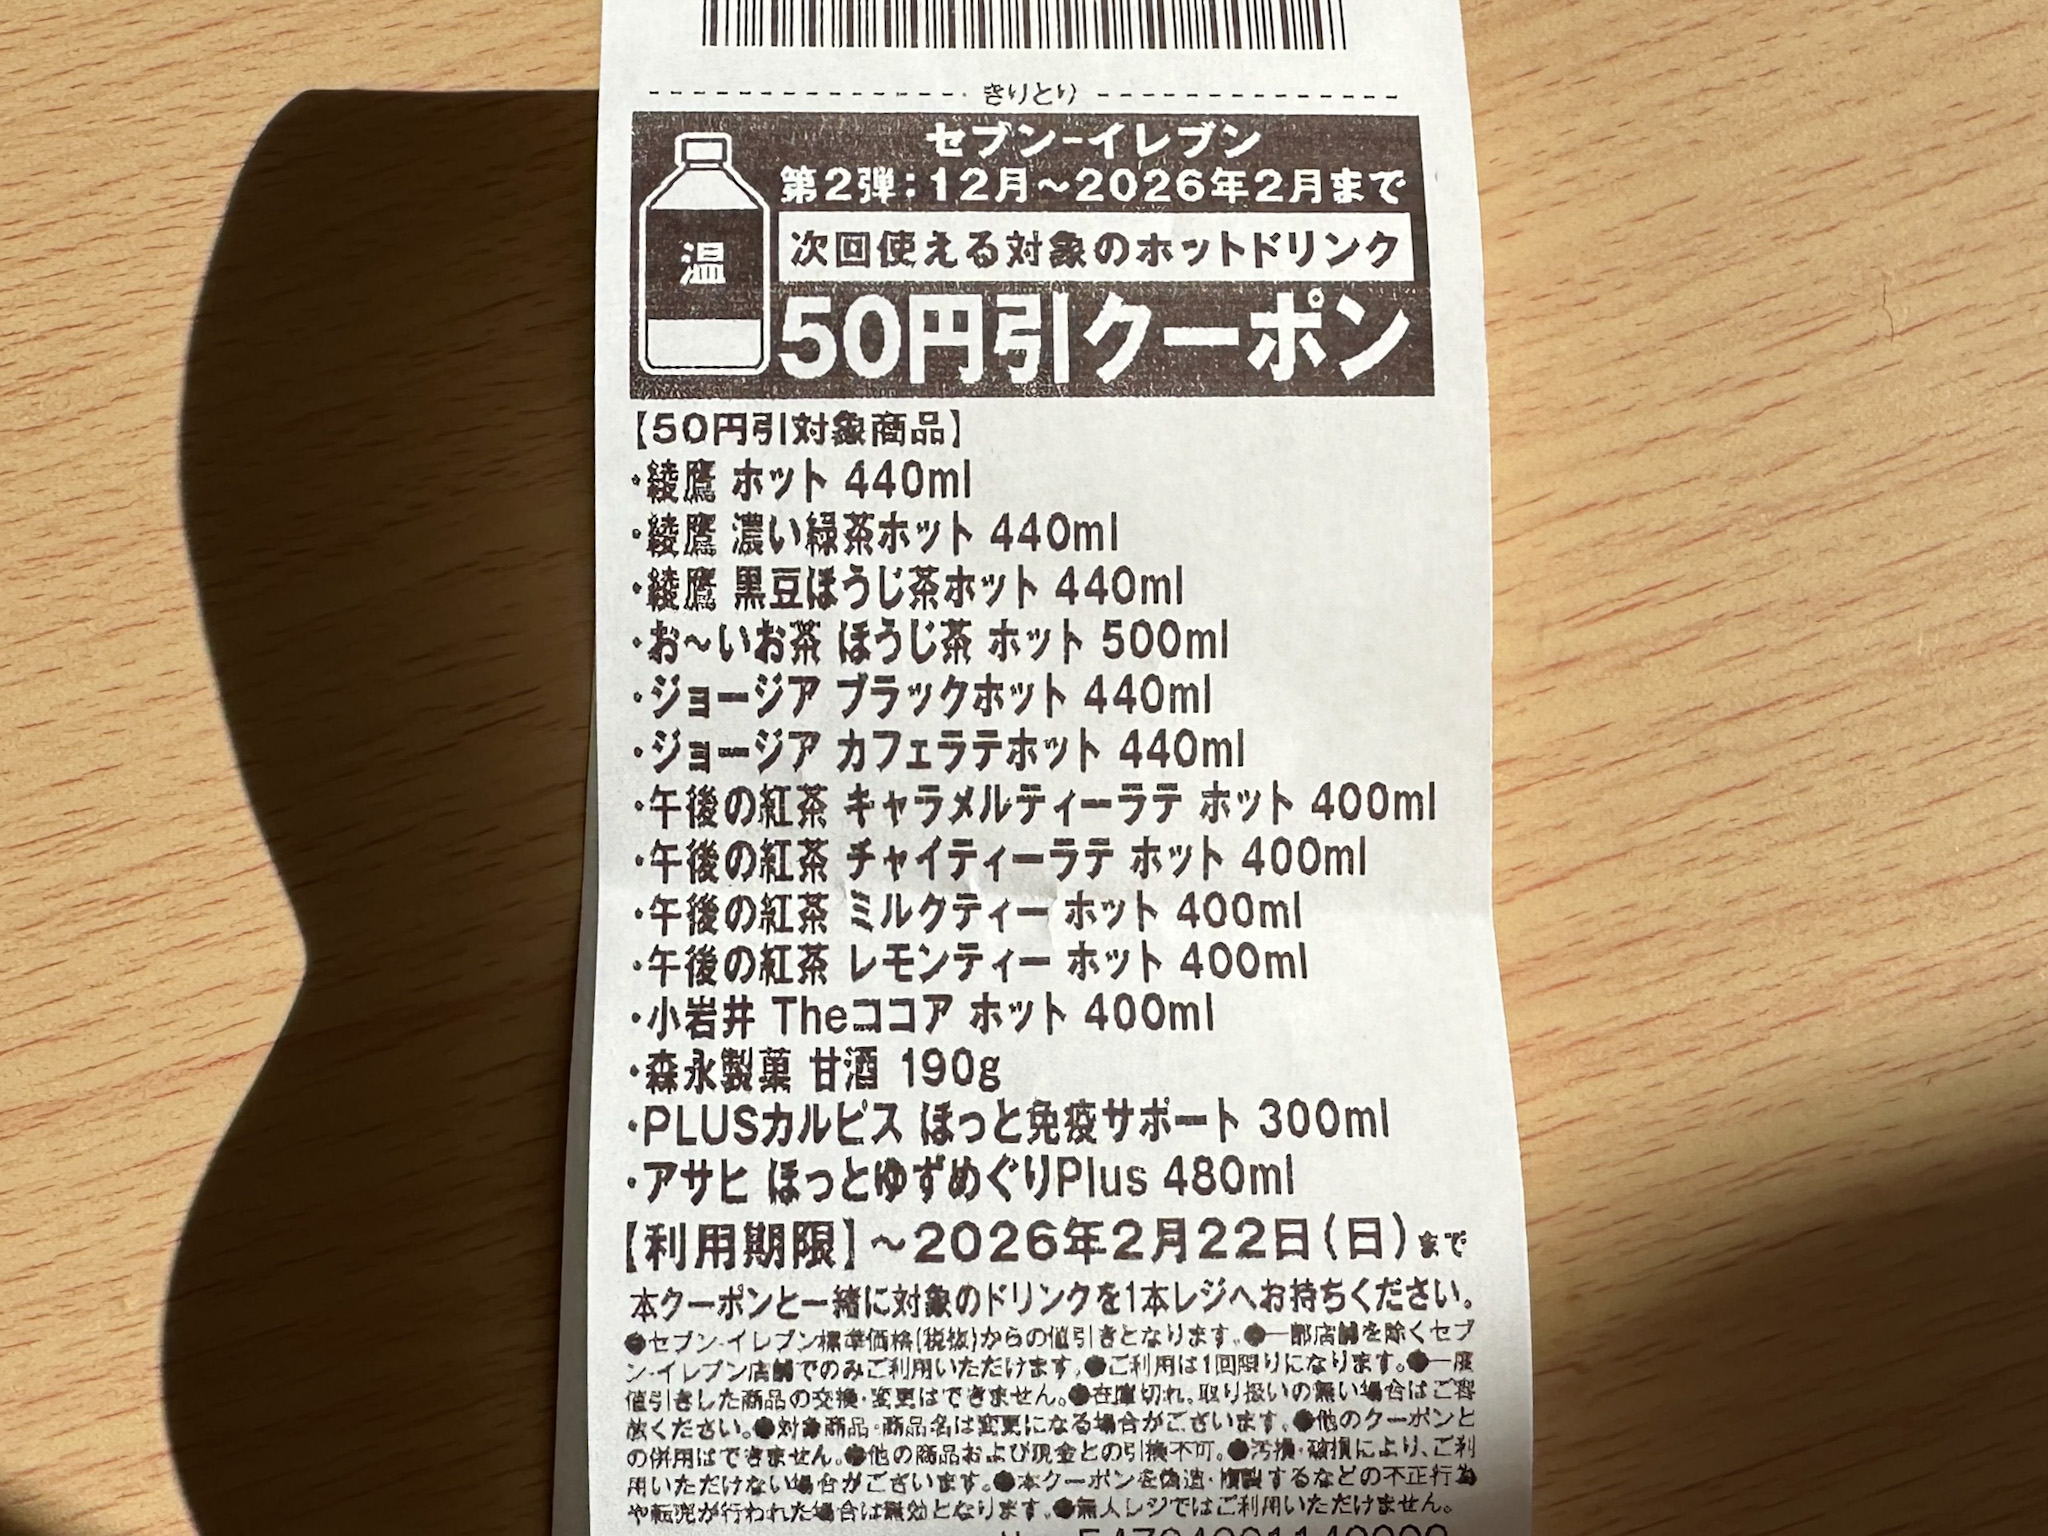 きりとり
セブン-イレブン
第2弾:12月~2026年2月まで
温
次回使える対象のホットドリンク
50円引クーポン
【50円引対象商品】
・綾鷹 ホット 440ml
・綾鷹 濃い緑茶ホット 440ml
・綾鷹 黒豆ほうじ茶ホット 440ml
・お~いお茶 ほうじ茶 ホット 500ml
・ジョージア ブラックホット 440ml
・ジョージア カフェラテホット 440ml
・午後の紅茶 キャラメルティーラテ ホット 400ml
・午後の紅茶 チャイティーラテ ホット 400ml
・午後の紅茶 ミルクティー ホット 400ml
・午後の紅茶 レモンティー ホット 400ml
・小岩井 Theココア ホット 400ml
・森永製菓 甘酒 190g
・PLUSカルピス ほっと免疫サポート 300ml
・アサヒ ほっとゆずめぐりPlus 480ml
【利用期限】~2026年2月22日(日)まで
本クーポンと一緒に対象のドリンクを1本レジへお持ちください。
●セブン-イレブン標準価格(税抜)からの値引きとなります。●一部店舗を除くセブ
ン-イレブン店舗でのみご利用いただけます。●ご利用は1回限りになります。●一度
値引きした商品の交換・変更はできません。●在庫切れ、取り扱いの無い場合はご容
赦ください。●対象商品・商品名は変更になる場合がございます。●他のクーポンと
の併用はできません。●他の商品および現金との引換不可。●汚損・破損により、ご利
用いただけない場合がございます。●本クーポンを偽造・複製するなどの不正行為
や転売が行われた場合は無効となります。●無人レジではご利用いただけません。